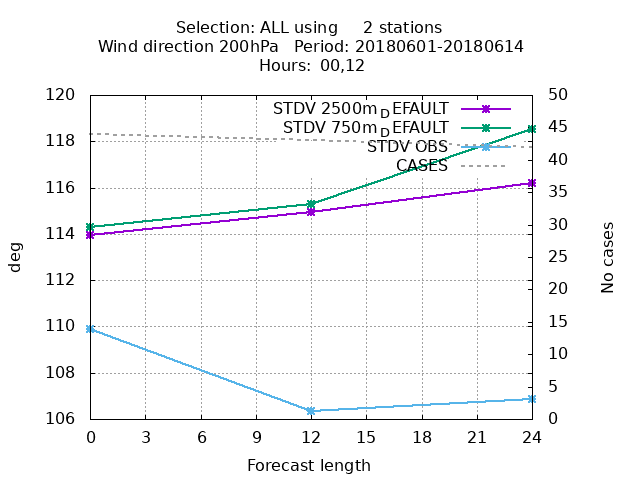 Selection: ALL using     2 stations
Wind direction 200hPa   Period: 20180601-20180614
Hours: 00,12
STDV 2500m_DEFAULT
STDV 750m_DEFAULT
STDV OBS
CASES
120
118
116
114
112
110
108
106
50
45
40
35
30
25
20
15
10
5
0
deg
No cases
0 3 6 9 12 15 18 21 24
Forecast length